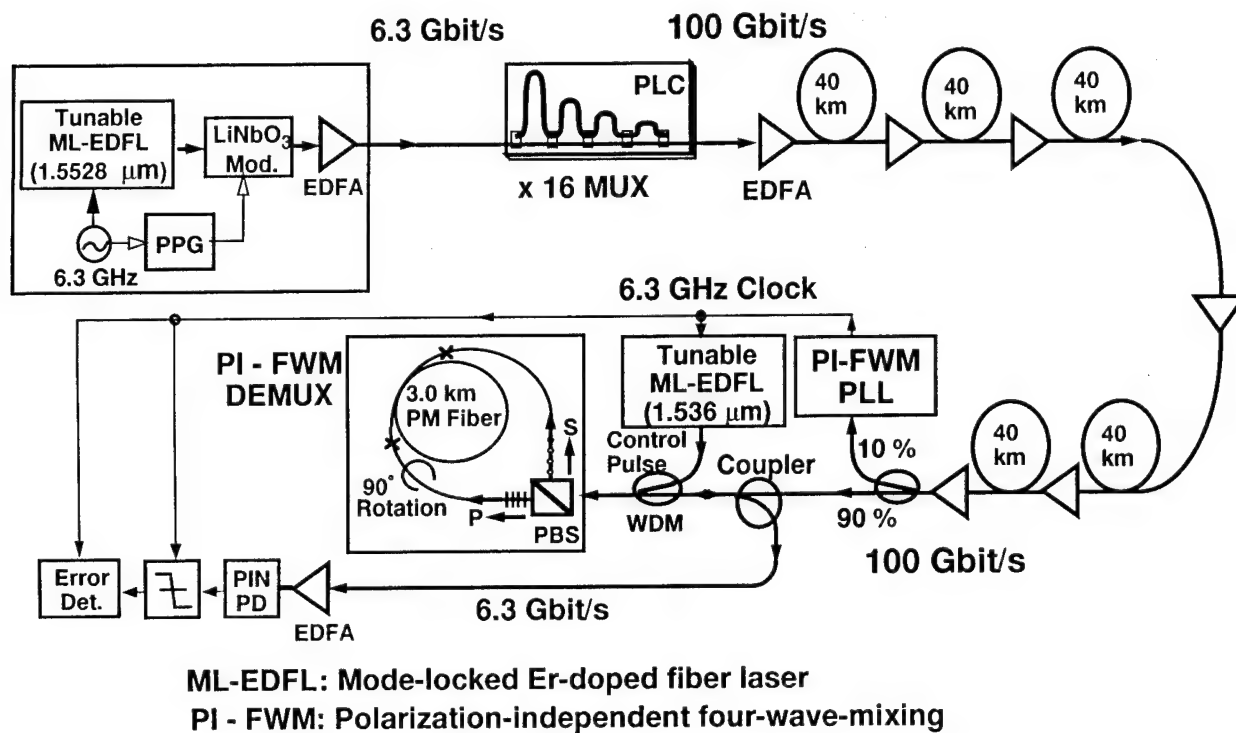 6.3 Gbit/s
100 Gbit/s
Tunable
ML-EDFL
(1.5528 μm)
LiNbO3
Mod.
EDFA
PPG
6.3 GHz
PLC
x 16 MUX
EDFA
40
km
40
km
40
km
6.3 GHz Clock
PI - FWM
DEMUX
3.0 km
PM Fiber
90°
Rotation
S
P
PBS
Tunable
ML-EDFL
(1.536 μm)
Control
Pulse
WDM
Coupler
PI-FWM
PLL
10 %
90 %
40
km
40
km
100 Gbit/s
Error
Det.
PIN
PD
EDFA
6.3 Gbit/s
ML-EDFL: Mode-locked Er-doped fiber laser
PI - FWM: Polarization-independent four-wave-mixing